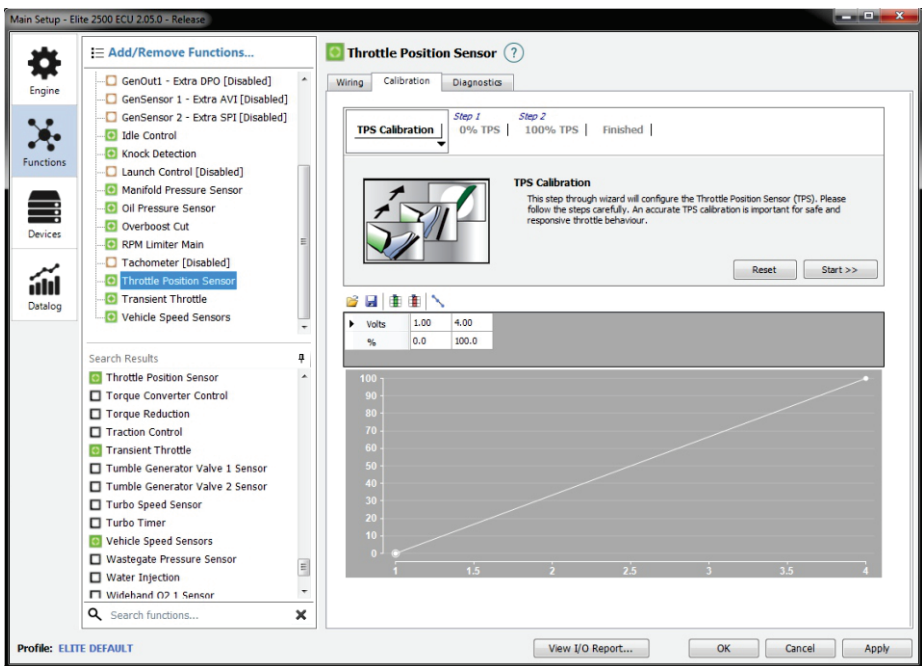 Main Setup - Elite 2500 ECU 2.05.0 - Release
Engine
Functions
Devices
Datalog
Add/Remove Functions...
GenOut1 - Extra DPO [Disabled]
GenSensor 1 - Extra AVI [Disabled]
GenSensor 2 - Extra SPI [Disabled]
Idle Control
Knock Detection
Launch Control [Disabled]
Manifold Pressure Sensor
Oil Pressure Sensor
Overboost Cut
RPM Limiter Main
Tachometer [Disabled]
Throttle Position Sensor
Transient Throttle
Vehicle Speed Sensors
Search Results
Throttle Position Sensor
Torque Converter Control
Torque Reduction
Traction Control
Transient Throttle
Tumble Generator Valve 1 Sensor
Tumble Generator Valve 2 Sensor
Turbo Speed Sensor
Turbo Timer
Vehicle Speed Sensors
Wastegate Pressure Sensor
Water Injection
Wideband O2 1 Sensor
Search functions...
Throttle Position Sensor ?
Wiring Calibration Diagnostics
Step 1 Step 2
TPS Calibration 0% TPS 100% TPS Finished
TPS Calibration
This step through wizard will configure the Throttle Position Sensor (TPS). Please
follow the steps carefully. An accurate TPS calibration is important for safe and
responsive throttle behaviour.
Reset Start >>
Volts 1.00 4.00
% 0.0 100.0
100
90
80
70
60
50
40
30
20
10
0
1 1.5 2 2.5 3 3.5 4
Profile: ELITE DEFAULT
View I/O Report... OK Cancel Apply